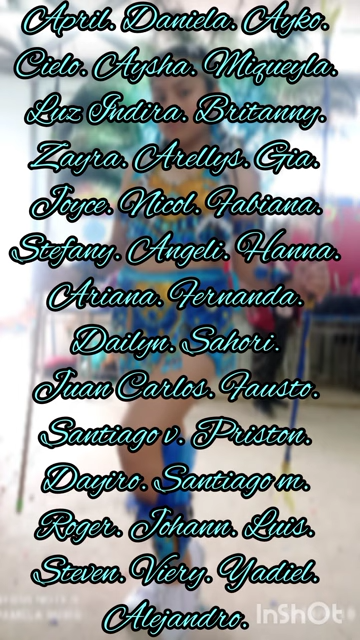 April. Daniela. Ayko.
Cielo. Aysha. Miqueyla.
Luz Indira. Britanny.
Zayra. Arellys. Gia.
Joyce. Nicol. Fabiana.
Stefany. Angeli. Hanna.
Ariana. Fernanda.
Dailyn. Sahori.
Juan Carlos. Fausto.
Santiago v. Priston.
Dayiro. Santiago m.
Roger. Johann. Luis.
Steven. Viery. Yadiel.
Alejandro.
InShOt